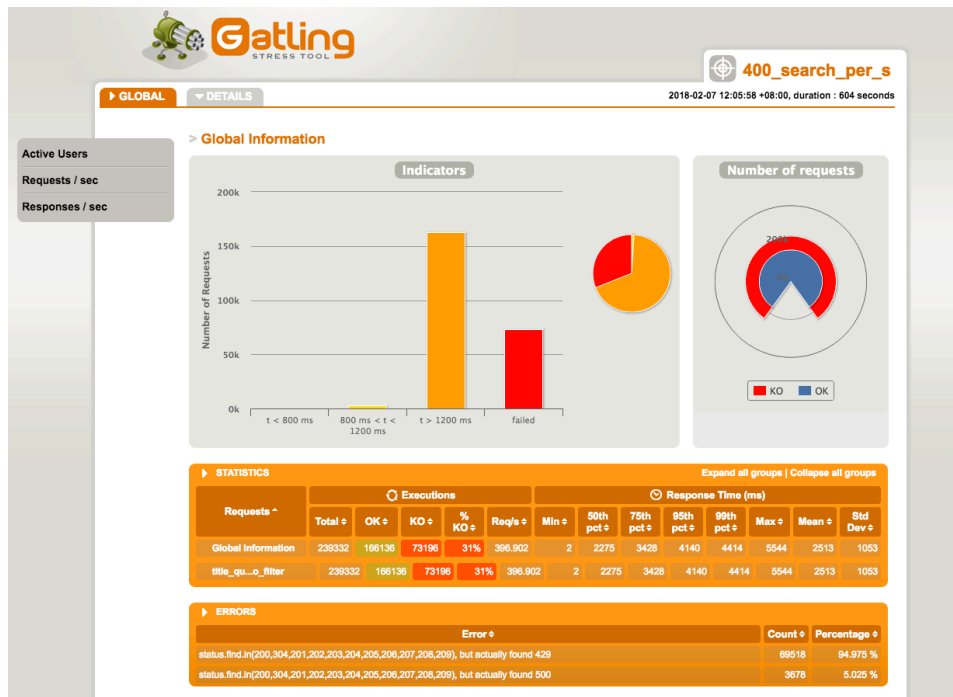 Gatling
STRESS TOOL
400_search_per_s
GLOBAL
DETAILS
2018-02-07 12:05:58 +08:00, duration : 604 seconds
> Global Information
Active Users
Requests / sec
Responses / sec
Indicators
Number of requests
200k
150k
100k
50k
0k
Number of Requests
t < 800 ms
800 ms < t < 1200 ms
t > 1200 ms
failed
200k
0k
KO OK
STATISTICS
Expand all groups | Collapse all groups
Requests Executions Response Time (ms)
Total OK KO % KO Req/s Min 50th pct 75th pct 95th pct 99th pct Max Mean Std Dev
Global Information 239332 166136 73196 31% 396.902 2 2275 3428 4140 4414 5544 2513 1053
title_qu...o_filter 239332 166136 73196 31% 396.902 2 2275 3428 4140 4414 5544 2513 1053
ERRORS
Error Count Percentage
status.find.in(200,304,201,202,203,204,205,206,207,208,209), but actually found 429 69518 94.975 %
status.find.in(200,304,201,202,203,204,205,206,207,208,209), but actually found 500 3678 5.025 %